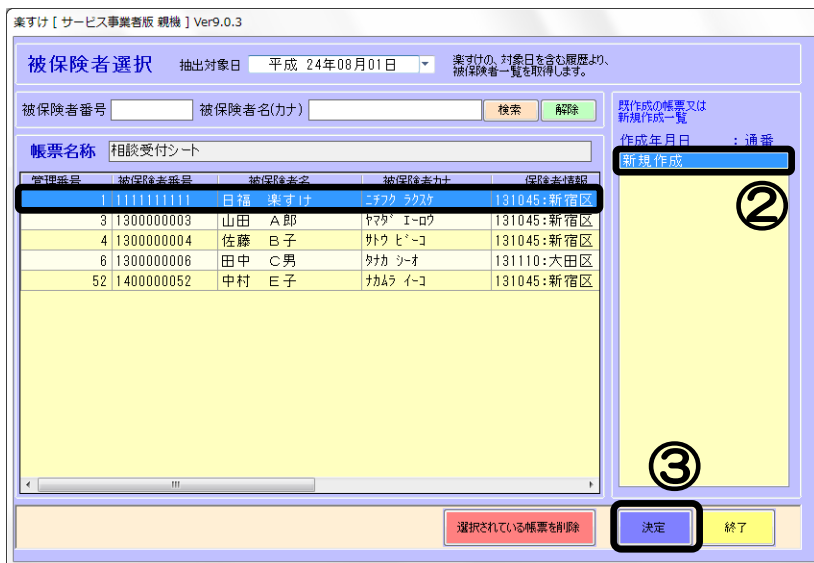 楽すけ [ サービス事業者版 親機 ] Ver9.0.3
被保険者選択 抽出対象日 平成 24年08月01日 楽すけの、対象日を含む履歴より、
被保険者一覧を取得します。
被保険者番号 被保険者名(カナ) 検索 解除
帳票名称 相談受付シート
管理番号 被保険者番号 被保険者名 被保険者カナ 保険者情報
1 1111111111 日福 楽すけ ニチフク ラクスケ 131045:新宿区
3 1300000003 山田 A郎 ヤマダ エーロウ 131045:新宿区
4 1300000004 佐藤 B子 サトウ ビーコ 131045:新宿区
6 1300000006 田中 C男 タナカ シーオ 131110:大田区
52 1400000052 中村 E子 ナカムラ イーコ 131045:新宿区
既作成の帳票又は
新規作成一覧
作成年月日 :通番
新規作成
②
③
選択されている帳票を削除 決定 終了